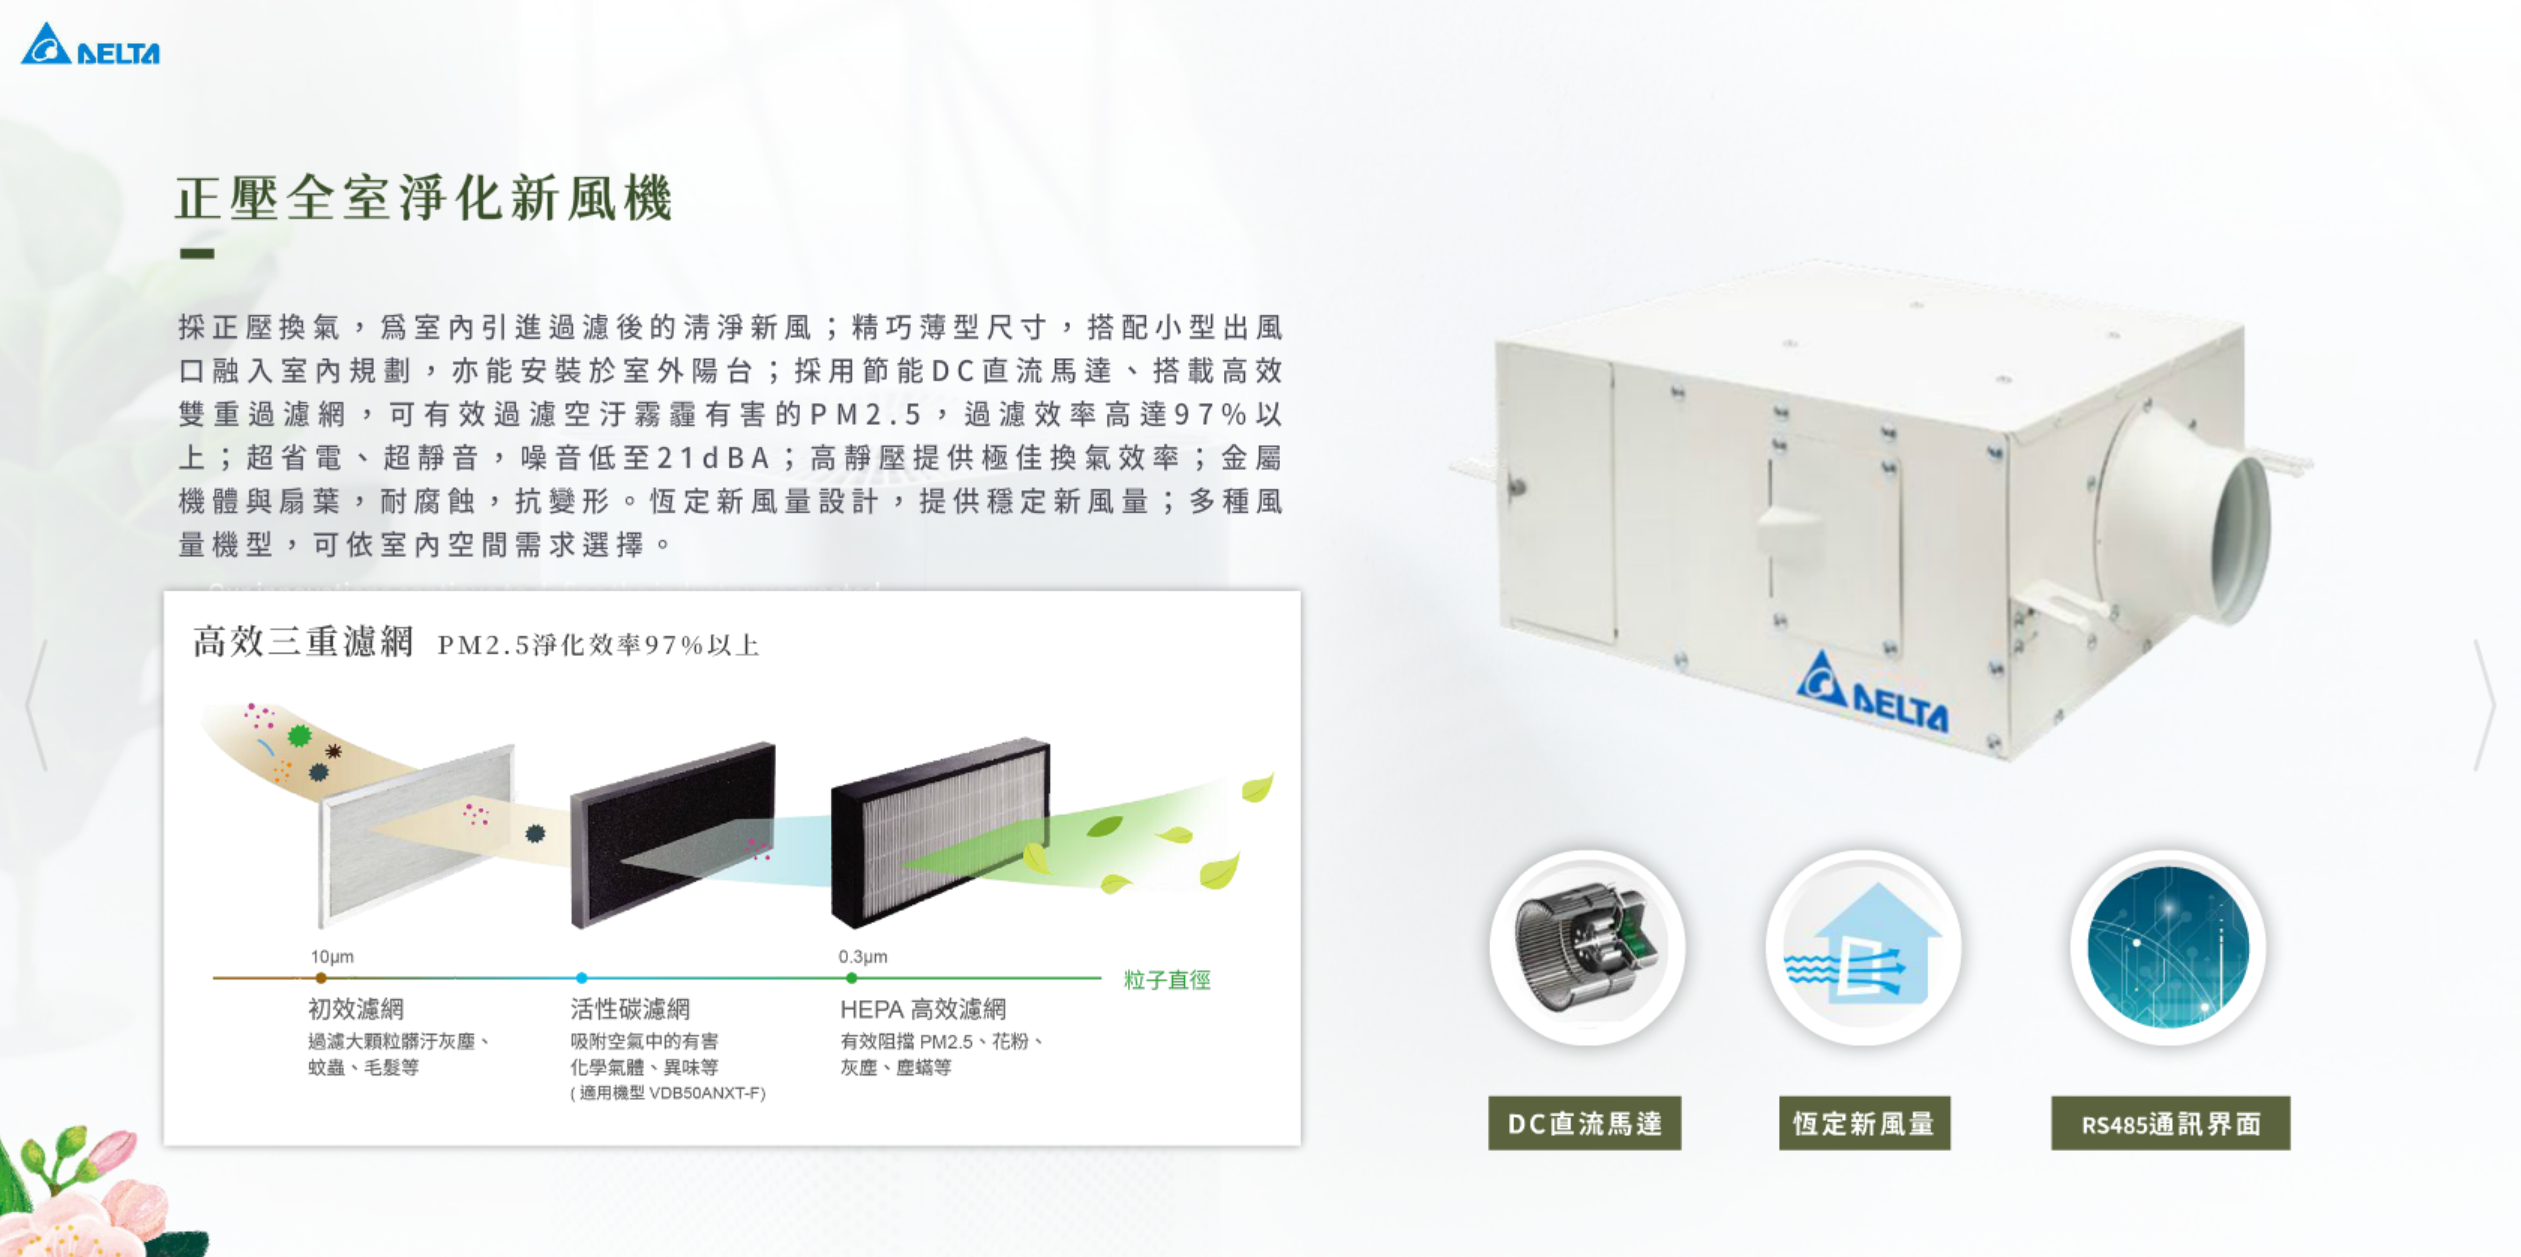 DELTA
正壓全室淨化新風機
採正壓換氣，為室內引進過濾後的清淨新風；精巧薄型尺寸，搭配小型出風
口融入室內規劃，亦能安裝於室外陽台；採用節能DC直流馬達、搭載高效
雙重過濾網，可有效過濾空汙霧霾有害的PM2.5，過濾效率高達97%以
上；超省電、超靜音，噪音低至21dBA；高靜壓提供極佳換氣效率；金屬
機體與扇葉，耐腐蝕，抗變形。恆定新風量設計，提供穩定新風量；多種風
量機型，可依室內空間需求選擇。
高效三重濾網 PM2.5淨化效率97%以上
10μm
0.3μm
粒子直徑
初效濾網
過濾大顆粒髒汙灰塵、
蚊蟲、毛髮等
活性碳濾網
吸附空氣中的有害
化學氣體、異味等
( 適用機型 VDB50ANXT-F)
HEPA 高效濾網
有效阻擋 PM2.5、花粉、
灰塵、塵蟎等
DELTA
DC直流馬達
恆定新風量
RS485通訊界面